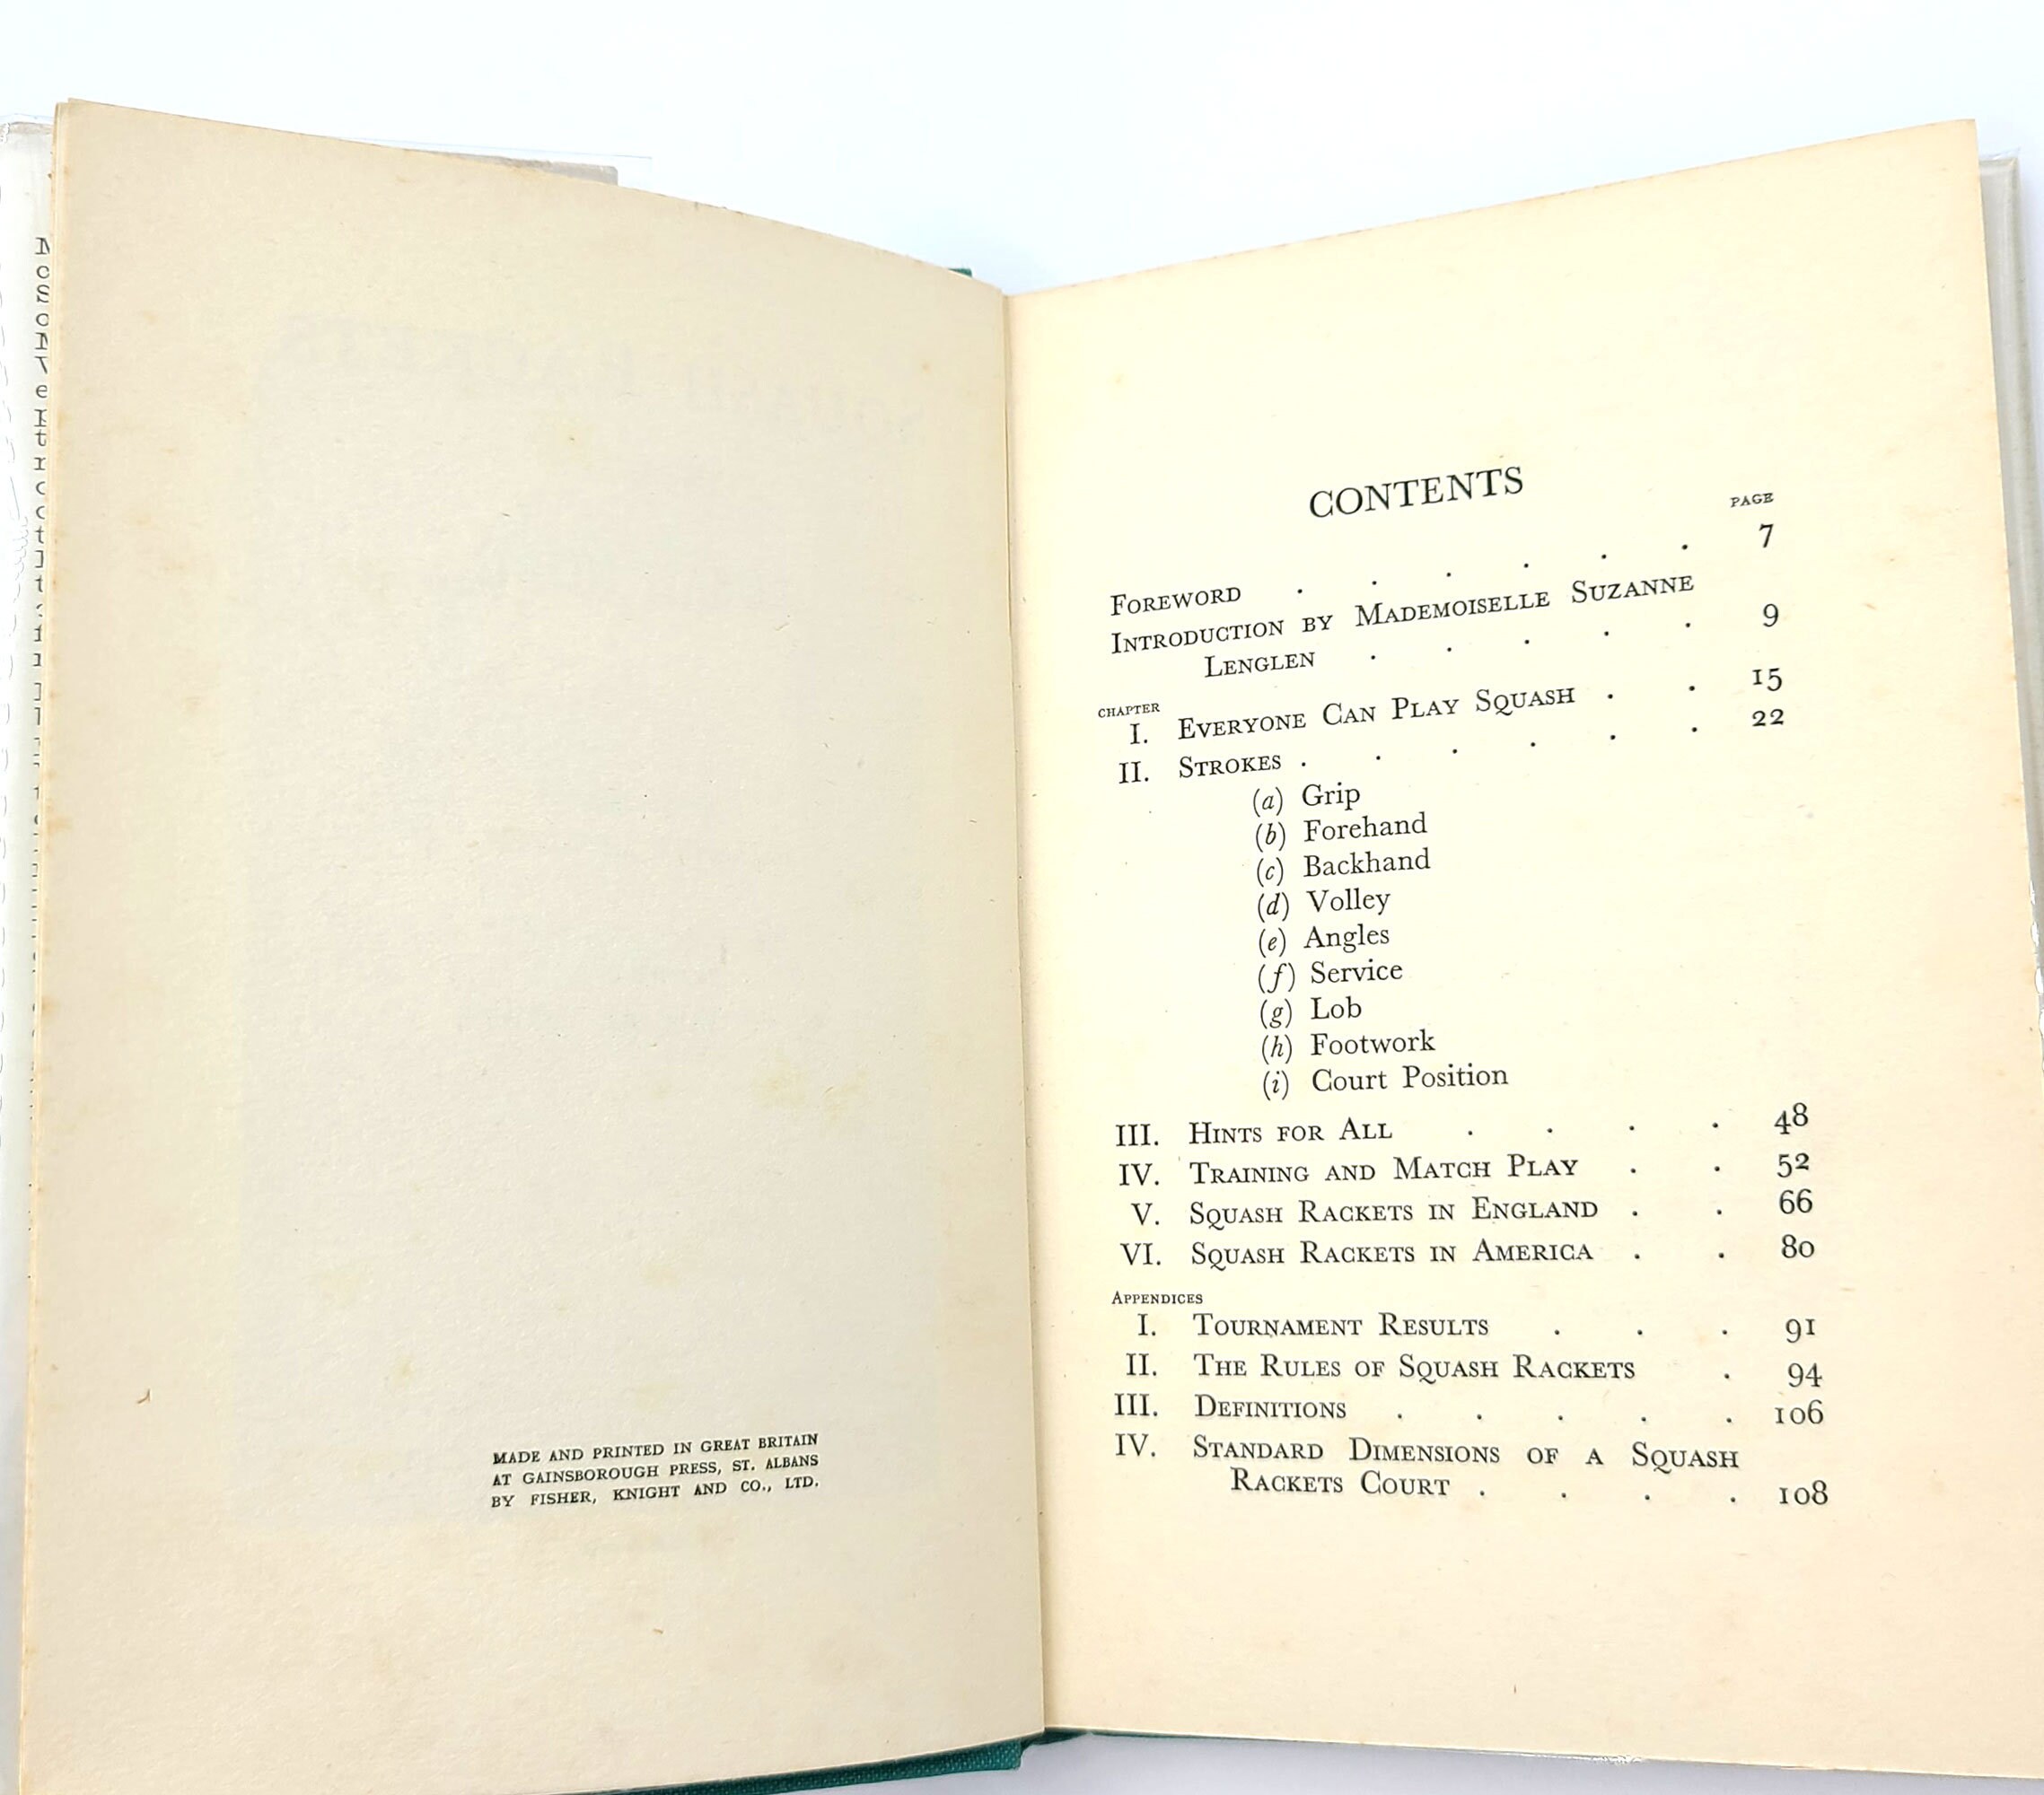 MADE AND PRINTED IN GREAT BRITAIN
AT GAINSBOROUGH PRESS, ST. ALBANS
BY FISHER, KNIGHT AND CO., LTD.
CONTENTS
PAGE
FOREWORD . . . . . . 7
INTRODUCTION BY MADEMOISELLE SUZANNE
LENGLEN . . . . . 9
CHAPTER
I. EVERYONE CAN PLAY SQUASH . . 15
II. STROKES . . . . . . 22
(a) Grip
(b) Forehand
(c) Backhand
(d) Volley
(e) Angles
(f) Service
(g) Lob
(h) Footwork
(i) Court Position
III. HINTS FOR ALL . . . . 48
IV. TRAINING AND MATCH PLAY . . 52
V. SQUASH RACKETS IN ENGLAND . . 66
VI. SQUASH RACKETS IN AMERICA . . 80
APPENDICES
I. TOURNAMENT RESULTS . . . 91
II. THE RULES OF SQUASH RACKETS . 94
III. DEFINITIONS . . . . . 106
IV. STANDARD DIMENSIONS OF A SQUASH
RACKETS COURT . . . . 108